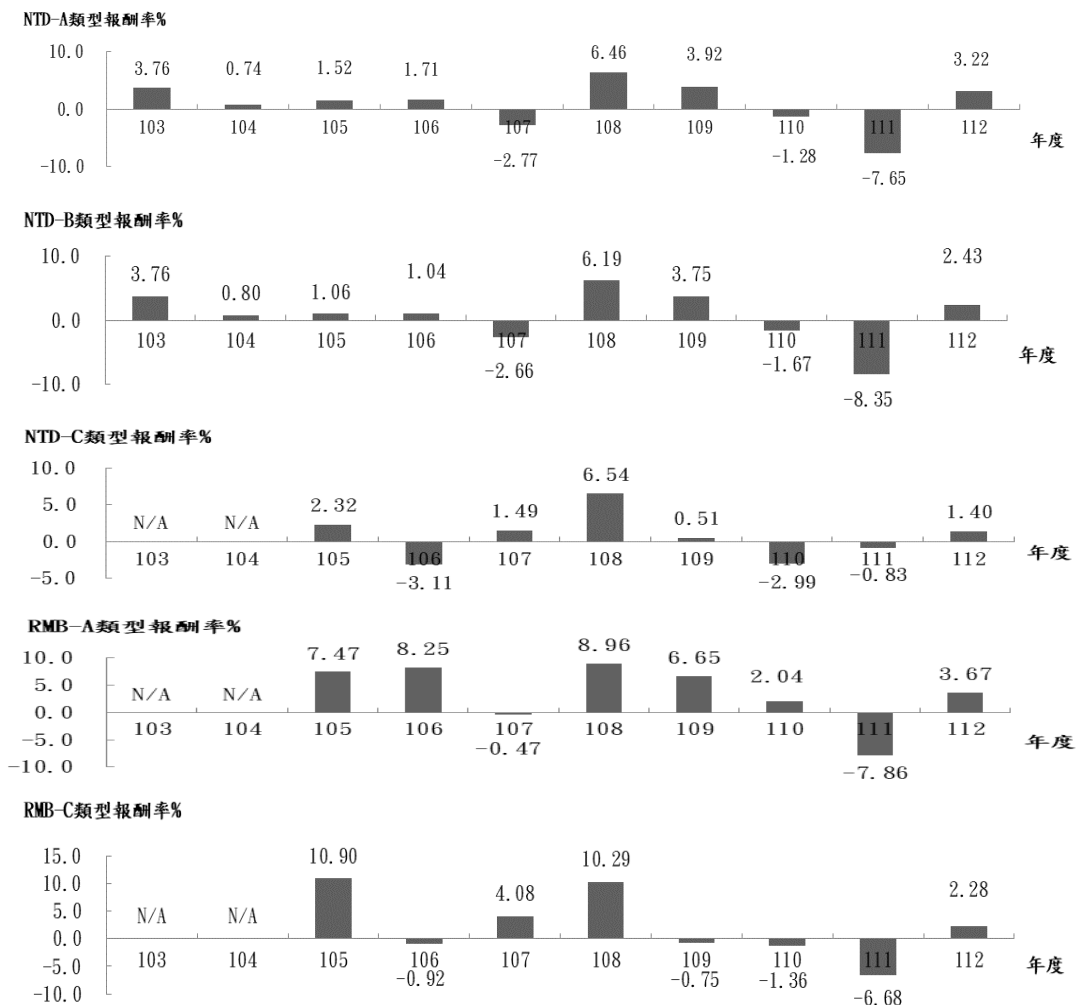 NTD-A類型報酬率%
10.0 3.76 0.74 1.52 1.71 6.46 3.92 3.22
0.0
103 104 105 106 107 108 109 110 111 112 年度
-10.0 -2.77 -1.28 -7.65
NTD-B類型報酬率%
10.0 3.76 0.80 1.06 1.04 6.19 3.75 2.43
0.0
103 104 105 106 107 108 109 110 111 112 年度
-10.0 -2.66 -1.67 -8.35
NTD-C類型報酬率%
10.0 6.54
5.0 N/A N/A 2.32 1.49 0.51 1.40
0.0
103 104 105 106 107 108 109 110 111 112 年度
-5.0 -3.11 -2.99 -0.83
RMB-A類型報酬率%
10.0 7.47 8.25 8.96 6.65
5.0 N/A N/A 2.04 3.67
0.0
103 104 105 106 107 108 109 110 111 112 年度
-5.0 -0.47
-10.0 -7.86
RMB-C類型報酬率%
15.0 10.90 10.29
10.0 4.08 2.28
5.0 N/A N/A
0.0
103 104 105 106 107 108 109 110 111 112 年度
-5.0 -0.92 -0.75 -1.36
-10.0 -6.68